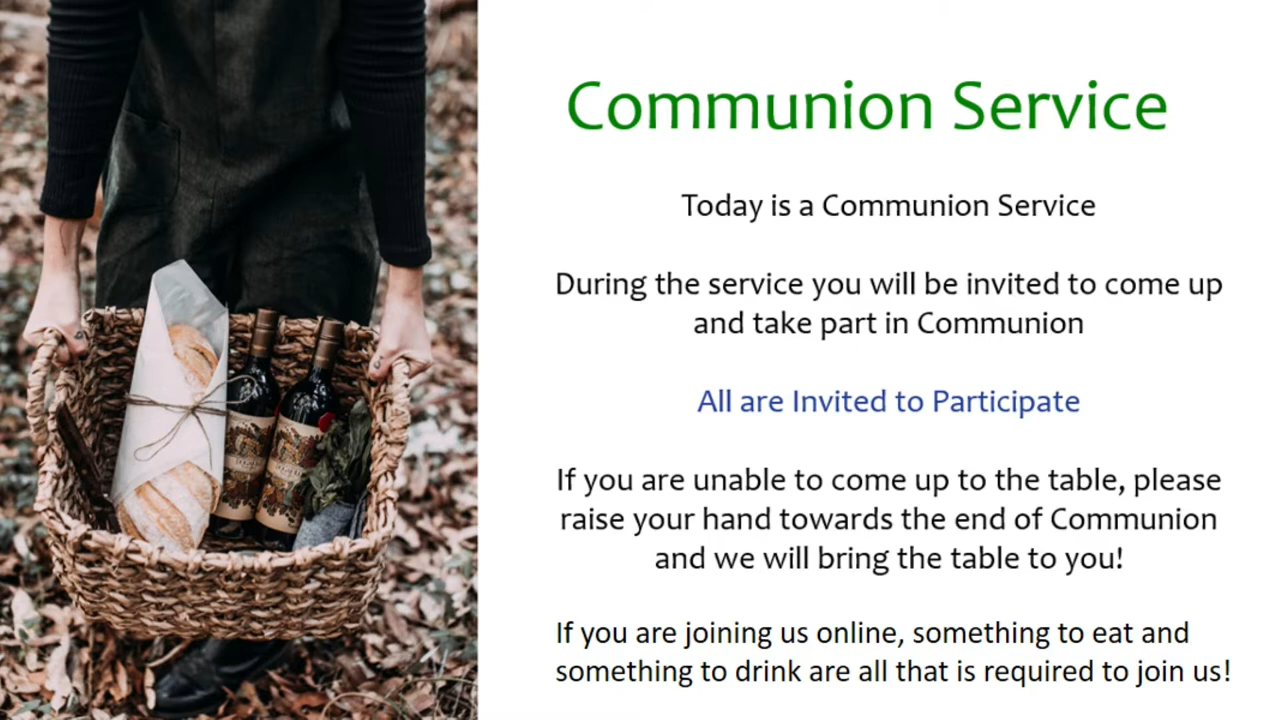 Communion Service
Today is a Communion Service
During the service you will be invited to come up
and take part in Communion
All are Invited to Participate
If you are unable to come up to the table, please
raise your hand towards the end of Communion
and we will bring the table to you!
If you are joining us online, something to eat and
something to drink are all that is required to join us!